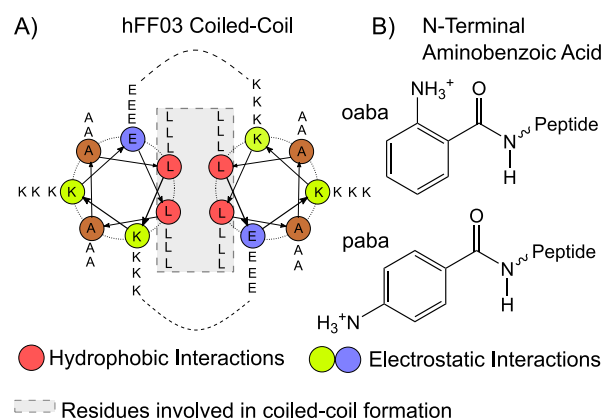 A) hFF03 Coiled-Coil
E
E
E
E
K
K
K
K
L
L
L
L
L
L
L
L
A
A
A
K K K K
A
A
A
A
A
L
L
K
K
K
K
L
L
L
L
L
L
A
A
A
K K K K
A
A
A
E
E
E
E
B) N-Terminal
Aminobenzoic Acid
oaba
NH3+
O
N
H
Peptide
paba
O
N
H
Peptide
H3+N
Hydrophobic Interactions
Electrostatic Interactions
Residues involved in coiled-coil formation